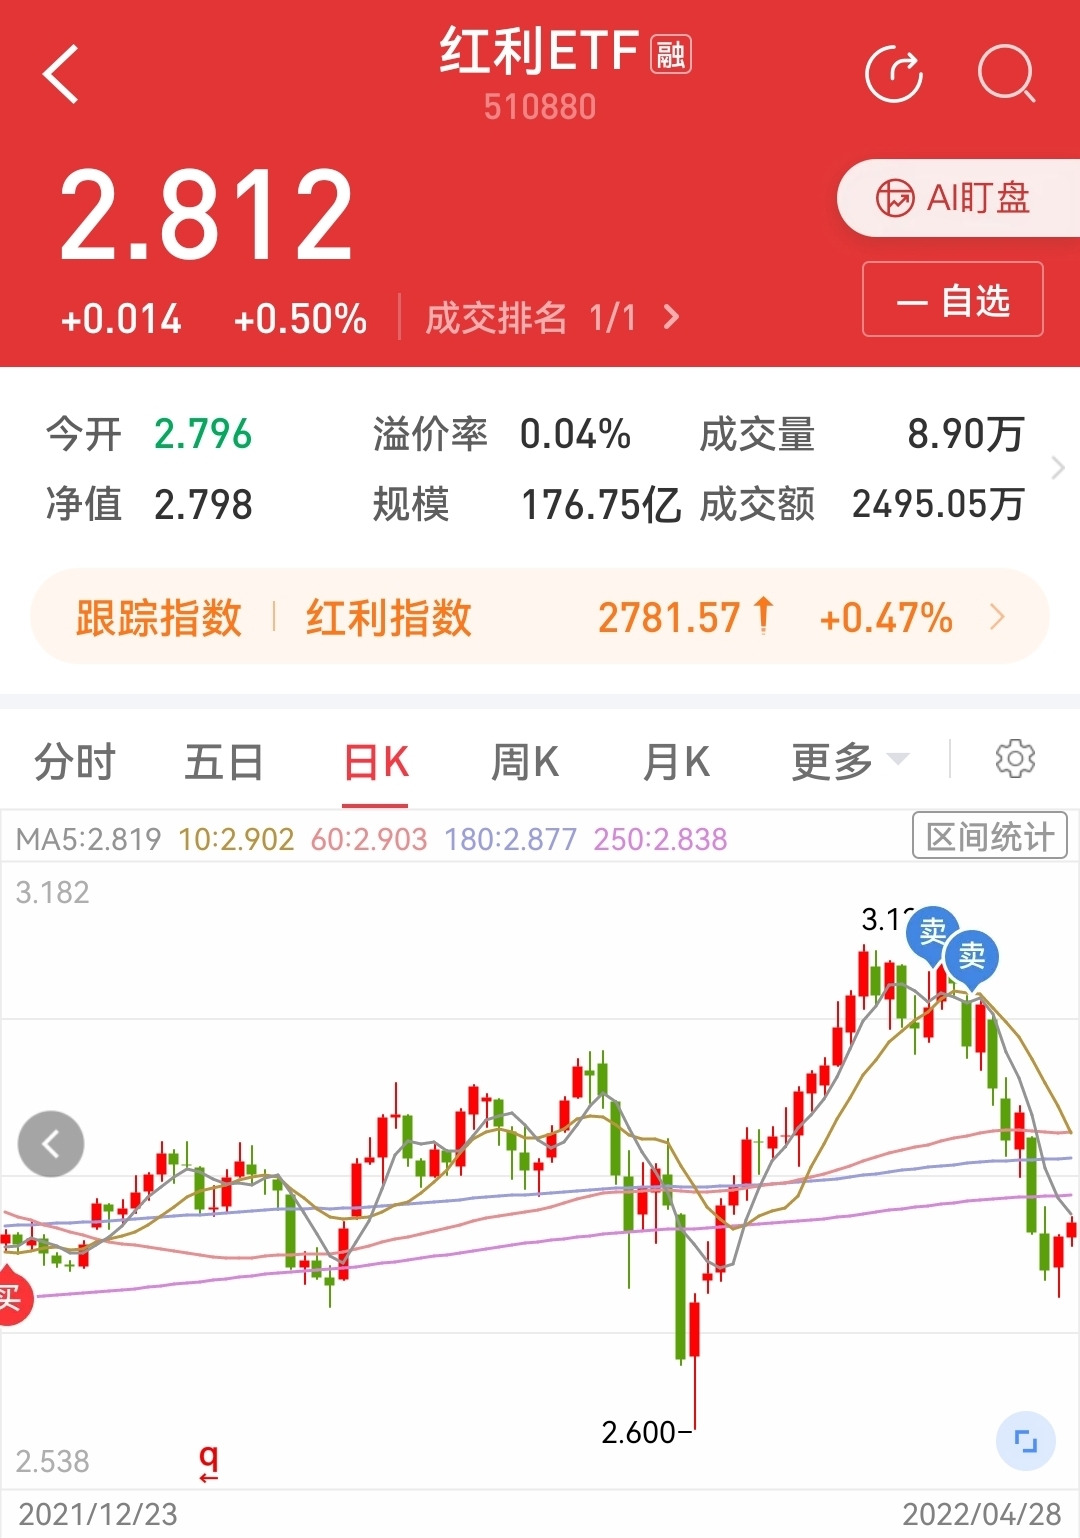 红利ETF 融
510880
2.812
AI盯盘
+0.014 +0.50% 成交排名 1/1
自选
今开 2.796 溢价率 0.04% 成交量 8.90万
净值 2.798 规模 176.75亿 成交额 2495.05万
跟踪指数 红利指数 2781.57 +0.47%
分时 五日 日K 周K 月K 更多
MA5:2.819 10:2.902 60:2.903 180:2.877 250:2.838 区间统计
3.182
卖
卖
买
2.600
2.538
q
2021/12/23 2022/04/28